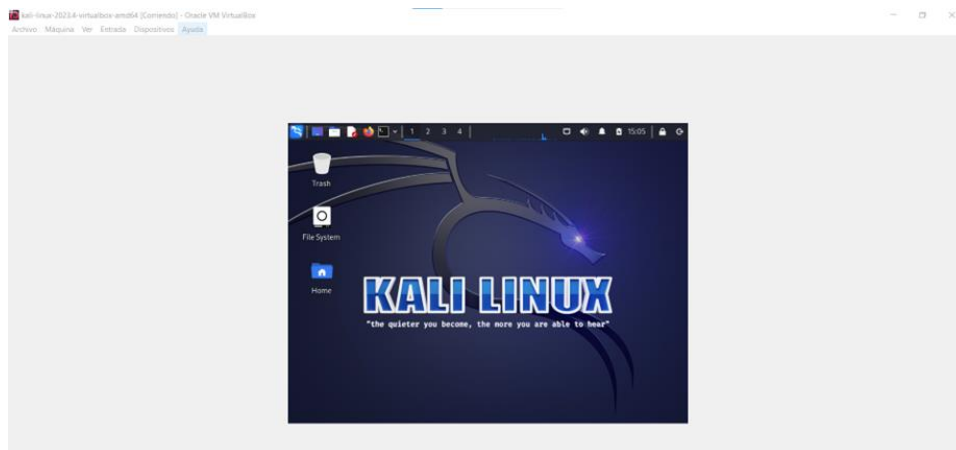 kali-linux-2023.4-virtualbox-amd64 [Corriendo] - Oracle VM VirtualBox
Archivo Máquina Ver Entrada Dispositivos Ayuda
1 2 3 4 15:05
Trash
File System
Home
KALI LINUX
"the quieter you become, the more you are able to hear"